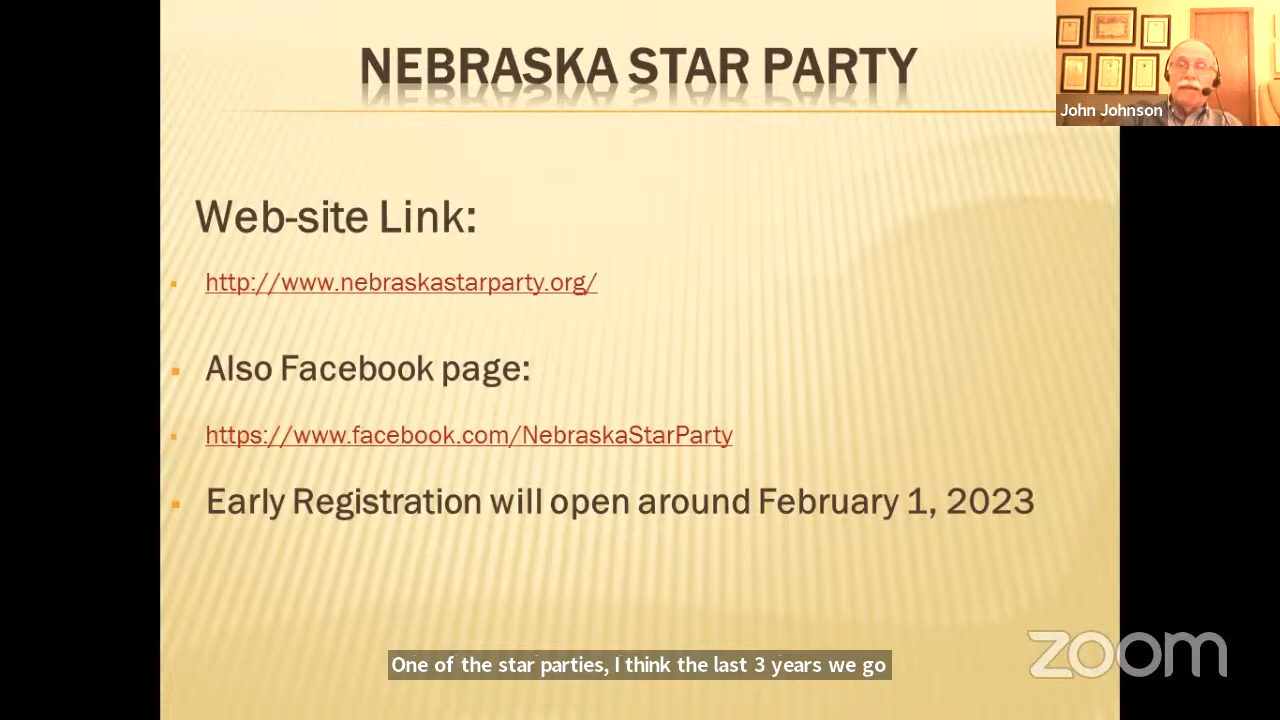 NEBRASKA STAR PARTY
John Johnson
Web-site Link:
http://www.nebraskastarparty.org/
Also Facebook page:
https://www.facebook.com/NebraskaStarParty
Early Registration will open around February 1, 2023
One of the star parties, I think the last 3 years we go
zoom